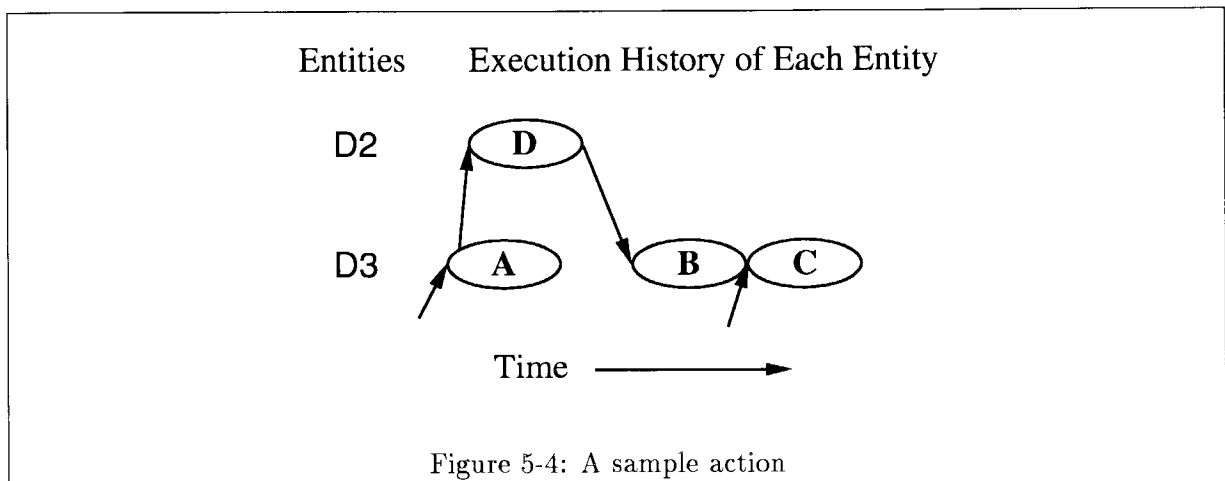 Entities Execution History of Each Entity
D2 D
D3 A B C
Time
Figure 5-4: A sample action